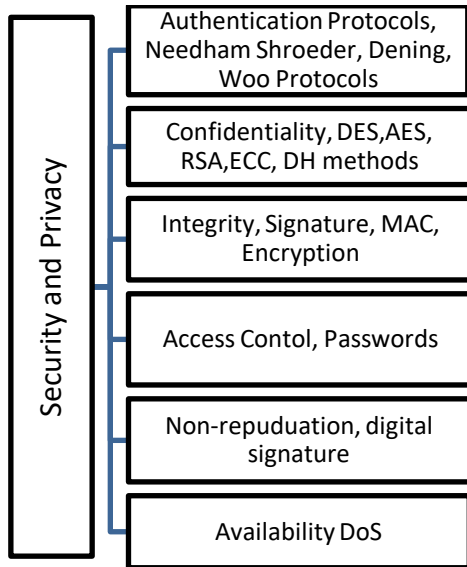 Security and Privacy
Authentication Protocols,
Needham Shroeder, Dening,
Woo Protocols
Confidentiality, DES,AES,
RSA,ECC, DH methods
Integrity, Signature, MAC,
Encryption
Access Contol, Passwords
Non-repuduation, digital
signature
Availability DoS